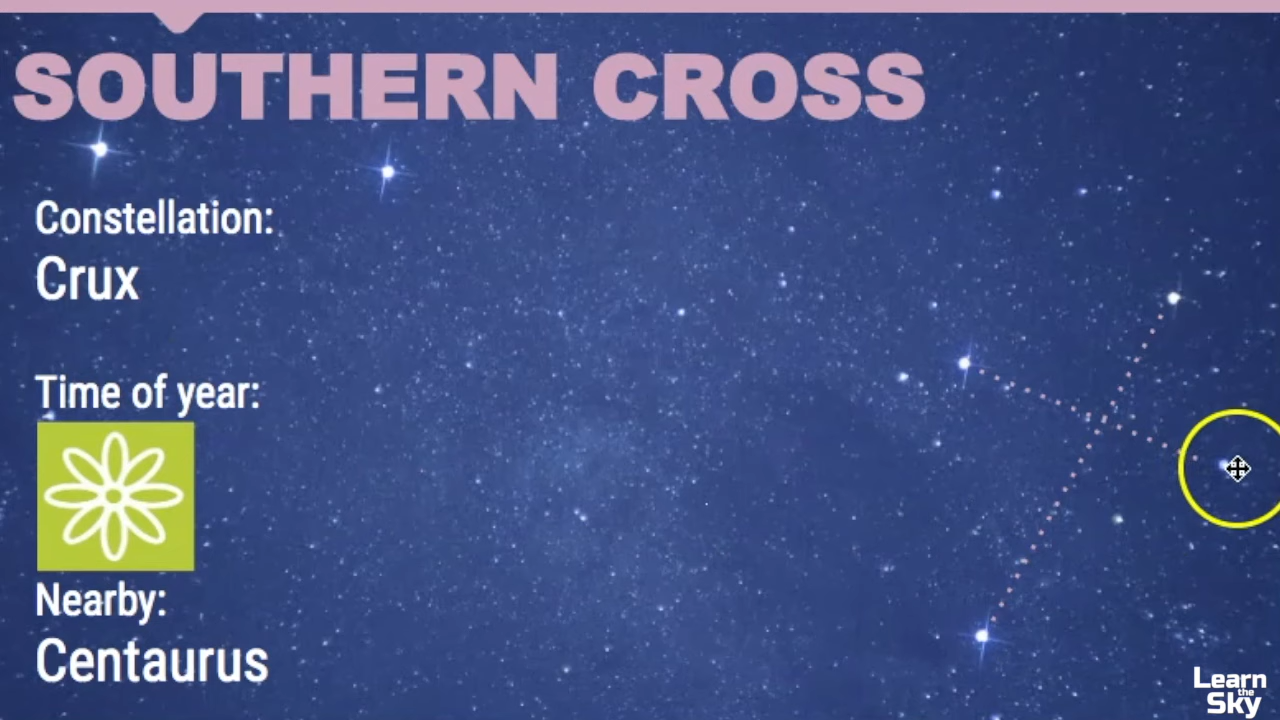 SOUTHERN CROSS
Constellation:
Crux
Time of year:
Nearby:
Centaurus
Learn
the
Sky